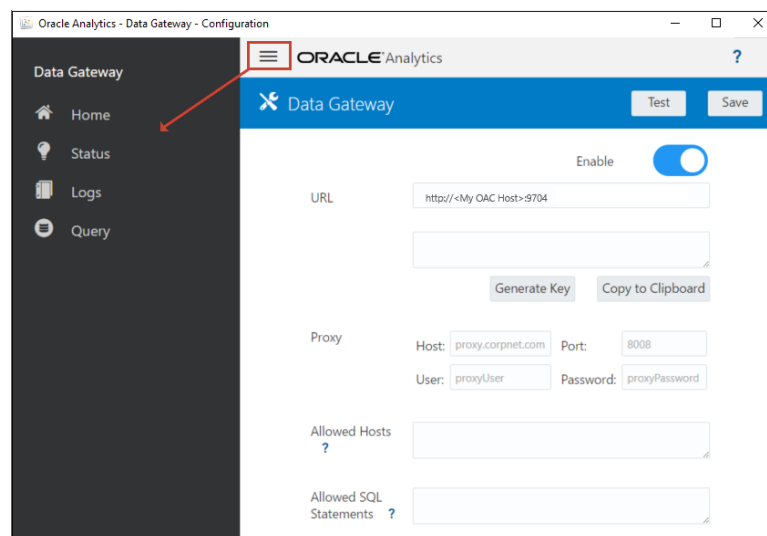 Oracle Analytics - Data Gateway - Configuration
Data Gateway
Home
Status
Logs
Query
ORACLE Analytics
?
Data Gateway
Test
Save
Enable
URL
http://<My OAC Host>:9704
Generate Key
Copy to Clipboard
Proxy
Host: proxy.corpnet.com Port: 8008
User: proxyUser Password: proxyPassword
Allowed Hosts
?
Allowed SQL
Statements ?